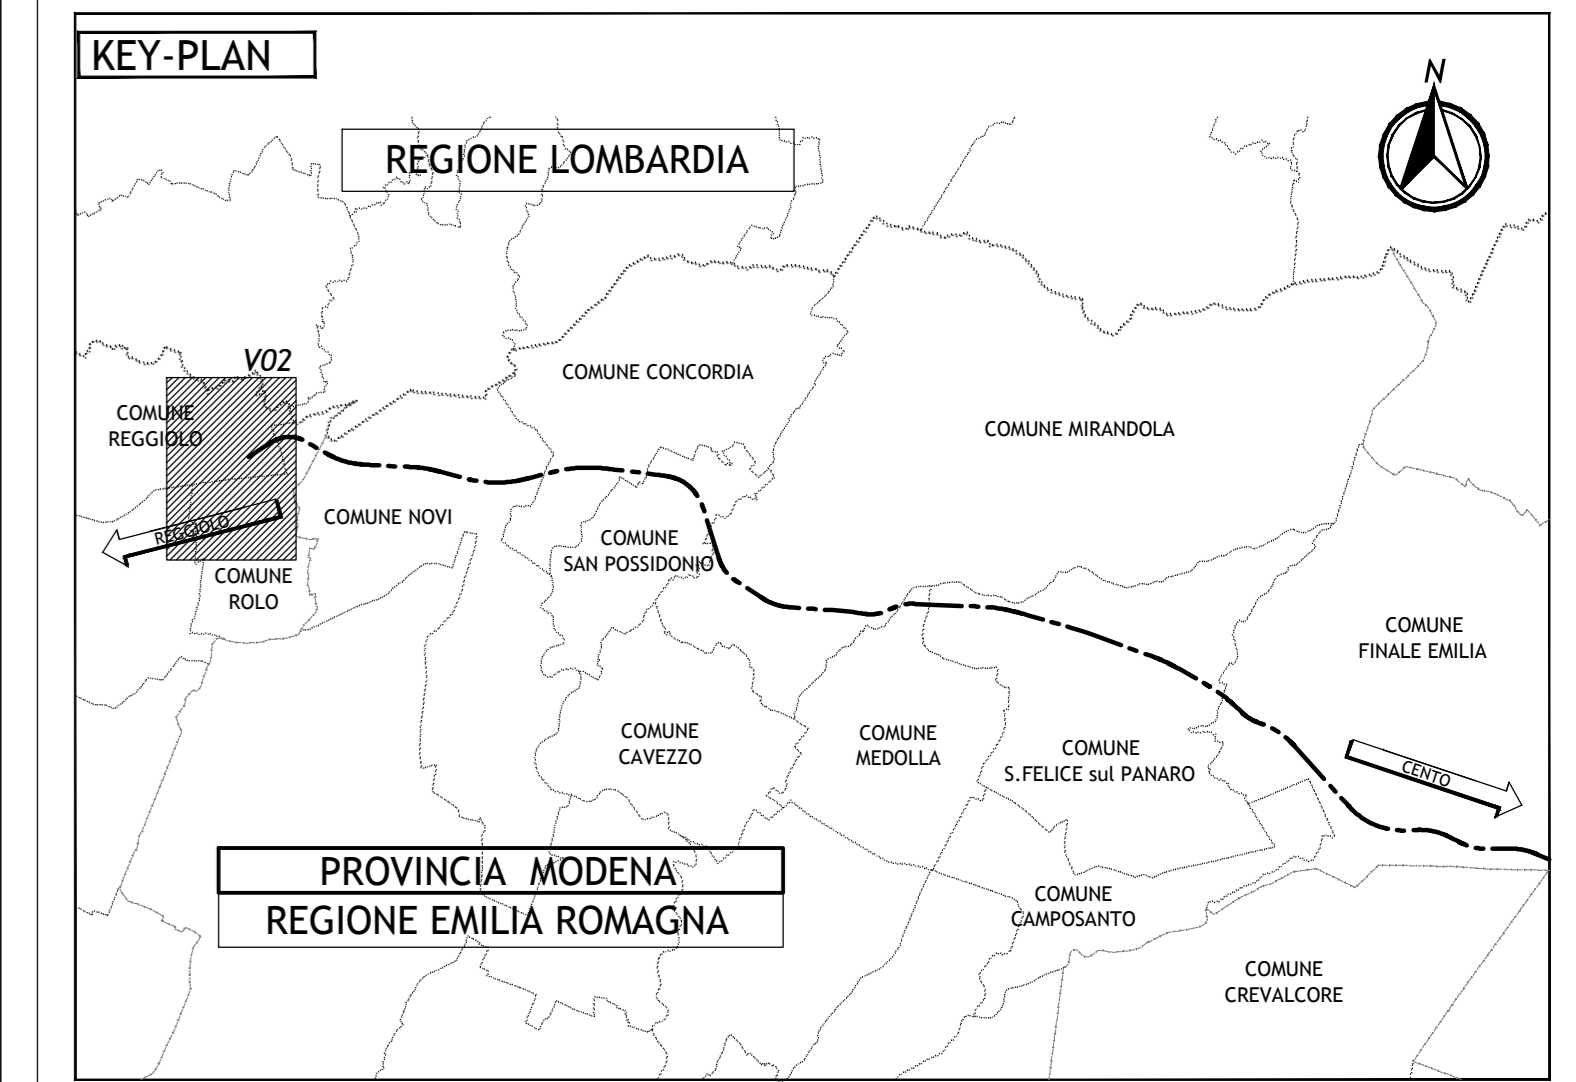 KEY-PLAN
N
REGIONE LOMBARDIA
V02
COMUNE CONCORDIA
COMUNE
REGGIOLO
COMUNE MIRANDOLA
REGGIOLO
COMUNE NOVI
COMUNE
SAN POSSIDONIO
COMUNE
ROLO
COMUNE
FINALE EMILIA
COMUNE
CAVEZZO
COMUNE
MEDOLLA
COMUNE
S.FELICE sul PANARO
CENTO
PROVINCIA MODENA
REGIONE EMILIA ROMAGNA
COMUNE
CAMPOSANTO
COMUNE
CREVALCORE